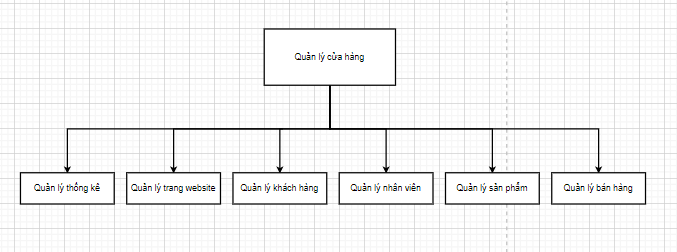 Quản lý cửa hàng
Quản lý thống kê
Quản lý trang website
Quản lý khách hàng
Quản lý nhân viên
Quản lý sản phẩm
Quản lý bán hàng